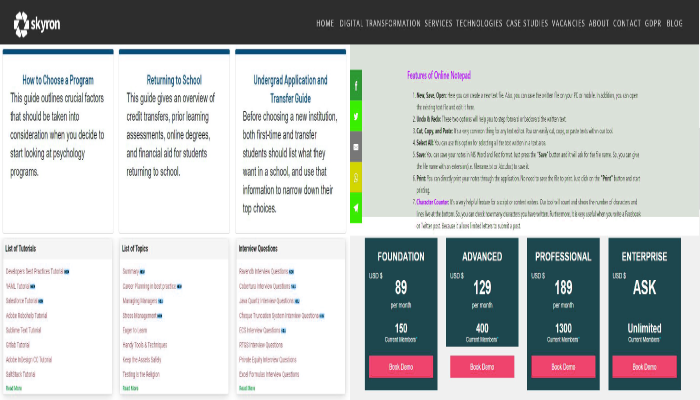 skyron
HOME DIGITAL TRANSFORMATION SERVICES TECHNOLOGIES CASE STUDIES VACANCIES ABOUT CONTACT GDPR BLOG
How to Choose a Program
This guide outlines crucial factors
that should be taken into
consideration when you decide to
start looking at psychology
programs.
Returning to School
This guide gives an overview of
credit transfers, prior learning
assessments, online degrees,
and financial aid for students
returning to school.
Undergrad Application and
Transfer Guide
Before choosing a new institution,
both first-time and transfer
students should list what they
want in a school, and use that
information to narrow down their
top choices.
Features of Online Notepad
1. New, Save, Open: Here you can create a new text file. Also, you can save the written file on your PC or mobile. In addition, you can open
the existing text file and edit it here.
2. Undo & Redo: These two options will help you to step forward or backward the written text.
3. Cut, Copy, and Paste: It's a very common thing for any text editor. You can easily cut, copy, or paste texts within our tool.
4. Select All: You can use this option for selecting all the text written in a text area.
5. Save: You can save your notes in MS Word and Text format. Just press the "Save" button and it will ask for the file name. So, you can give
the file name with an extension (i.e. Filename.txt or .doc,docx) to save it.
6. Print: You can directly print your notes through the application. No need to save the file to print. Just click on the "Print" button and start
printing.
7. Character Counter: It's a very helpful feature for a script or content writers. Our tool will count and shows the number of characters and
lines live at the bottom. So, you can check how many characters you have written. Furthermore, it is very useful when you write a Facebook
or Twitter post. Because it allows limited letters to submit a post.
List of Tutorials
Developers Best Practices Tutorial
YAML Tutorial
Salesforce Tutorial
Adobe Robohelp Tutorial
Sublime Text Tutorial
GitLab Tutorial
Adobe InDesign CC Tutorial
SaltStack Tutorial
Read More
List of Topics
Summary
Career Planning in best practice
Managing Managers
Stress Management
Eager to Learn
Handy Tools & Techniques
Keep the Assets Safely
Testing is the Religion
Read More
Interview Questions
RavenDb Interview Questions
Cobertura Interview Questions
Java Quartz Interview Questions
Cheque Truncation System Interview Questions
ECS Interview Questions
RTGS Interview Questions
Private Equity Interview Questions
Excel Formulas Interview Questions
Read More
FOUNDATION
USD $
89
per month
150
Current Members'
Book Demo
ADVANCED
USD $
129
per month
400
Current Members'
Book Demo
PROFESSIONAL
USD $
189
per month
1300
Current Members'
Book Demo
ENTERPRISE
USD $
ASK
Unlimited
Current Members'
Book Demo